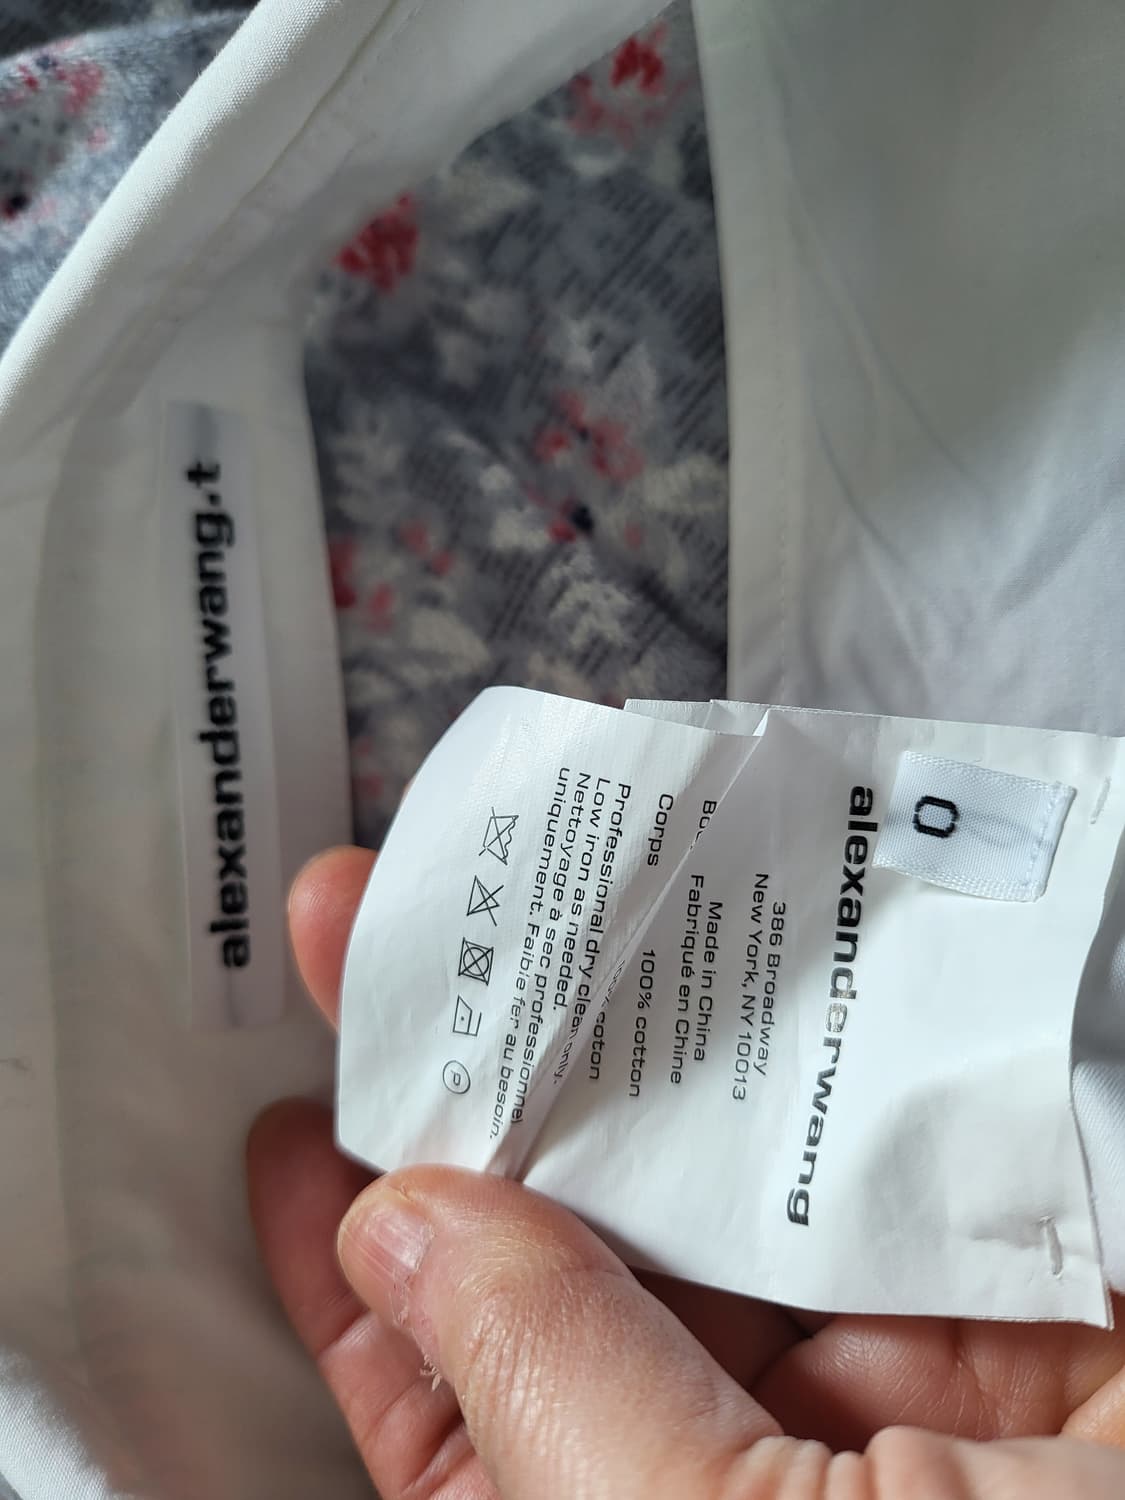 alexanderwang.t
0
alexanderwang
386 Broadway
New York, NY 10013
Made in China
Fabriqué en Chine
100% cotton
Corps
coton
Professional dry clean only.
Low iron as needed.
Nettoyage à sec professionnel
uniquement. Faible fer au besoin.
P